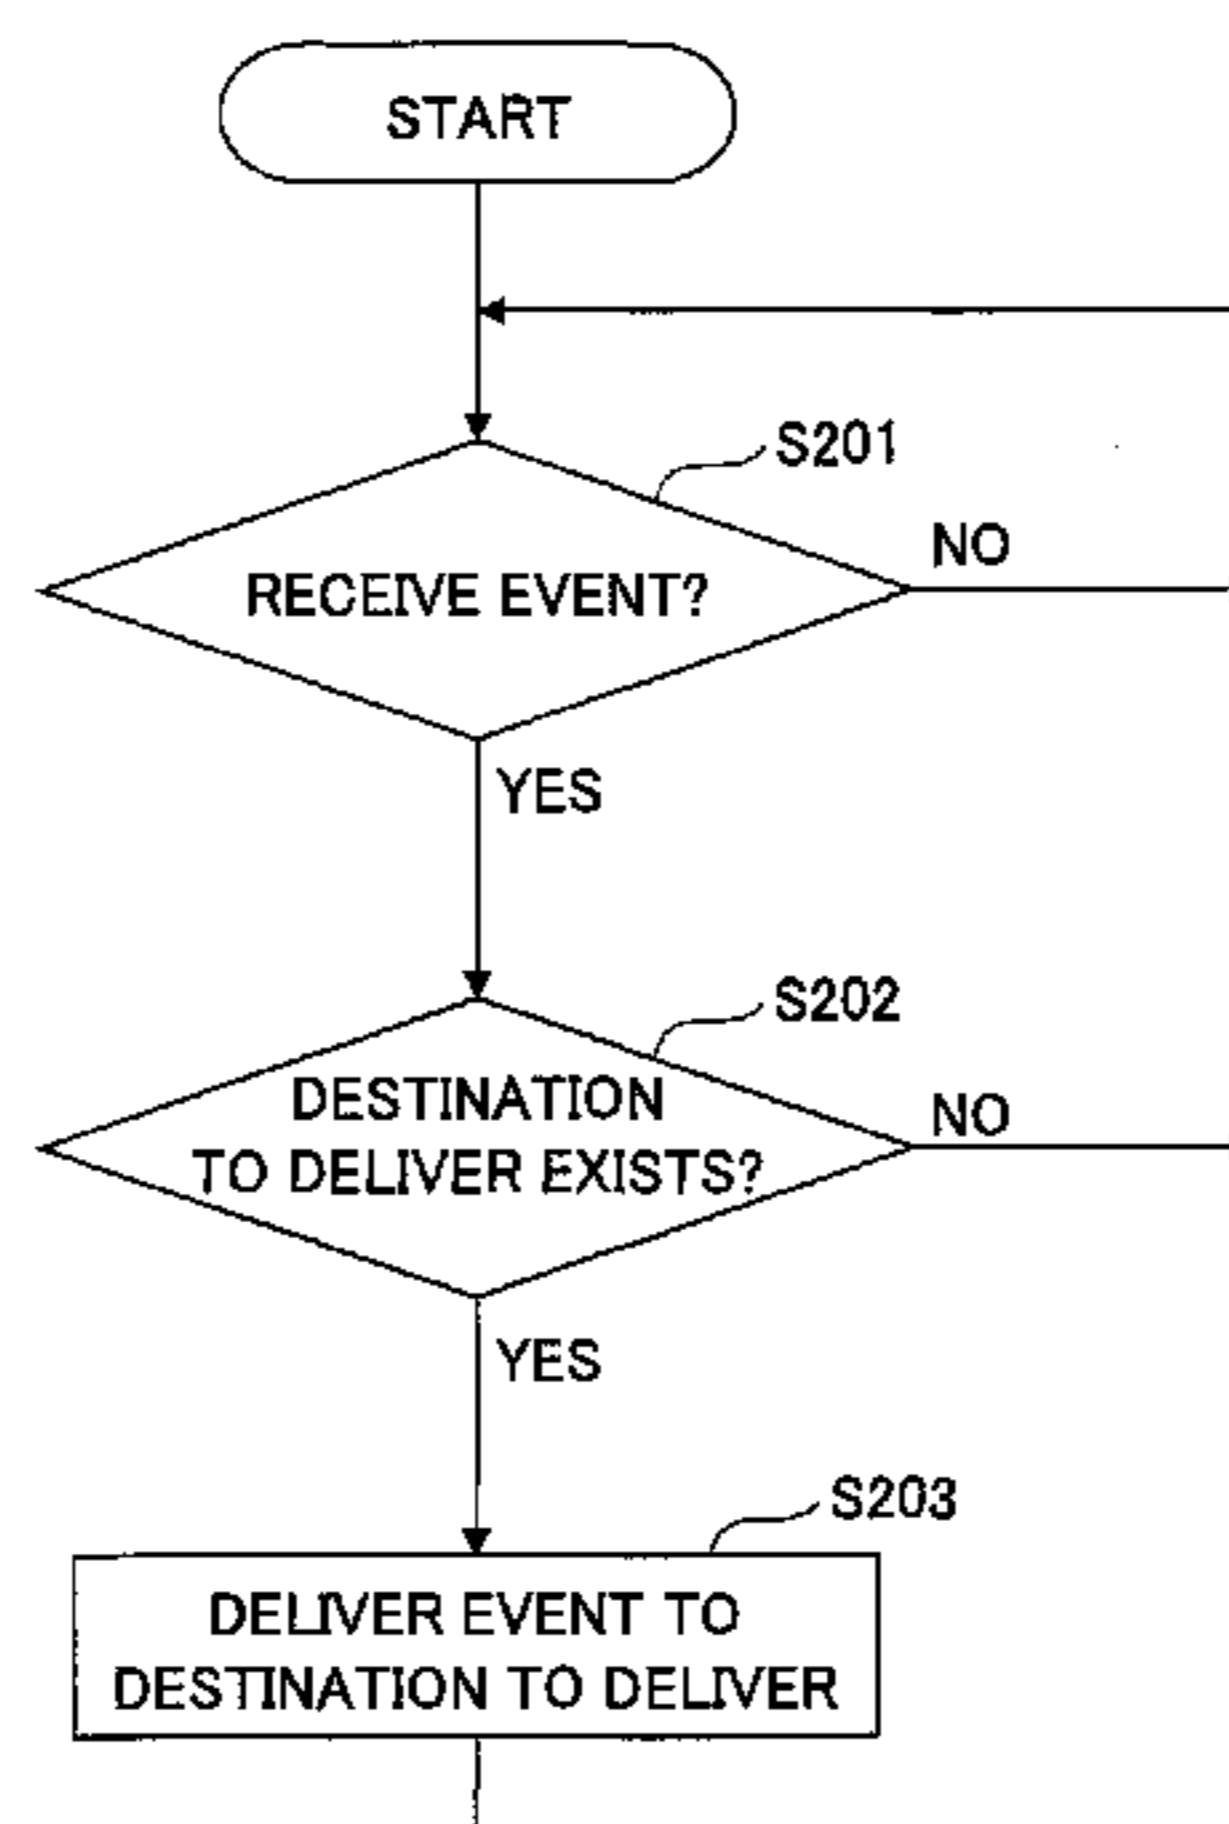 START
S201
RECEIVE EVENT?
NO
YES
S202
DESTINATION
TO DELIVER EXISTS?
NO
YES
S203
DELIVER EVENT TO
DESTINATION TO DELIVER